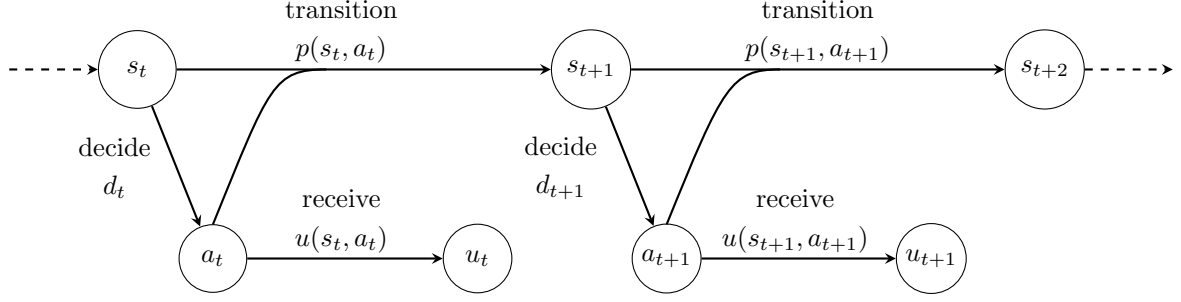 transition
transition
p(s_t, a_t)
p(s_{t+1}, a_{t+1})
s_t
s_{t+1}
s_{t+2}
decide
d_t
decide
d_{t+1}
receive
u(s_t, a_t)
receive
u(s_{t+1}, a_{t+1})
a_t
u_t
a_{t+1}
u_{t+1}